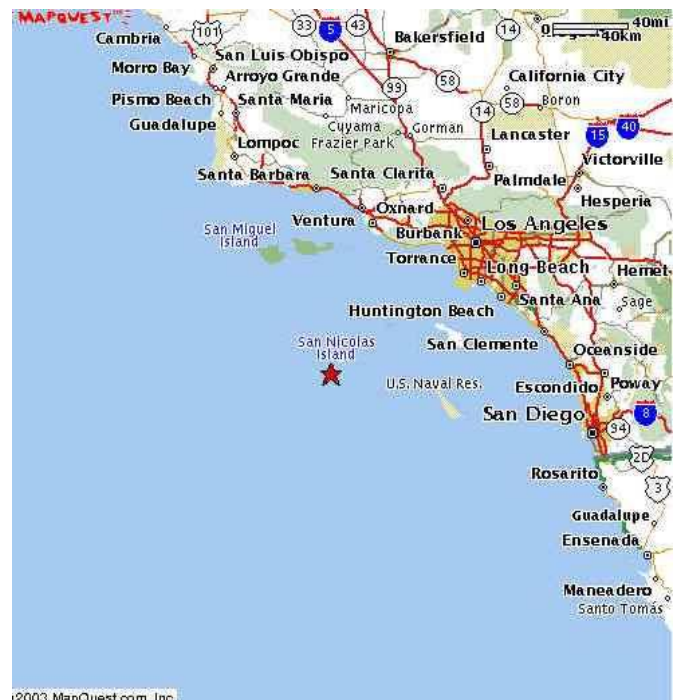 MAPQUEST
Cambria
101
33
5
43
Bakersfield
14
0
40mi
40km
San Luis Obispo
Morro Bay
Arroyo Grande
99
58
California City
Pismo Beach
Santa Maria
Maricopa
14
58
Boron
Guadalupe
Cuyama
Gorman
Lancaster
15
40
Lompoc
Frazier Park
Victorville
Santa Barbara
Santa Clarita
Palmdale
Hesperia
Ventura
Oxnard
San Miguel
Island
Burbank
Los Angeles
Torrance
Long Beach
Hemet
Huntington Beach
Santa Ana
Sage
San Nicolas
Island
San Clemente
Oceanside
U.S. Naval Res.
Escondido
Poway
San Diego
8
94
2D
Rosarito
3
Guadalupe
Ensenada
Maneadero
Santo Tomás
2003 MapQuest.com, Inc